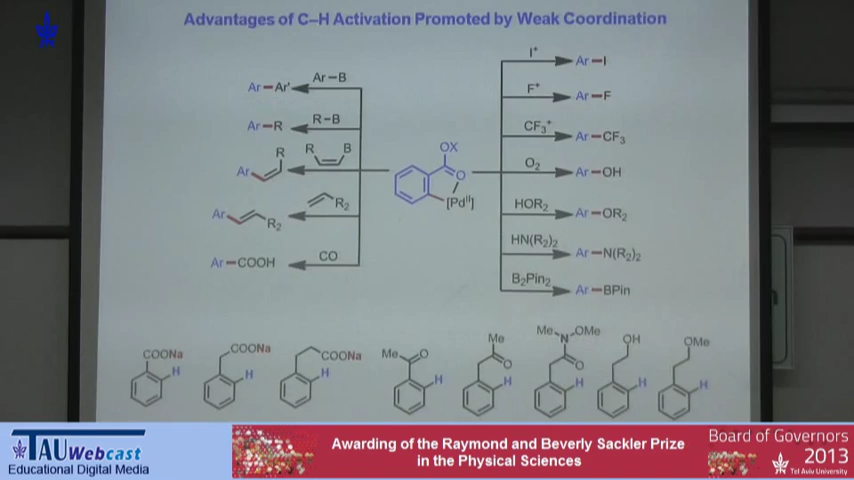 Advantages of C–H Activation Promoted by Weak Coordination
Ar–Ar'
Ar–B
Ar–R
R–B
Ar
R
R
B
Ar
R2
R2
Ar–COOH
CO
OX
O
[PdII]
I+
Ar–I
F+
Ar–F
CF3+
Ar–CF3
O2
Ar–OH
HOR2
Ar–OR2
HN(R2)2
Ar–N(R2)2
B2Pin2
Ar–BPin
COONa
H
COONa
H
COONa
H
Me
O
H
Me
O
H
Me
N
OMe
O
H
OH
H
OMe
H
TAU Webcast
Educational Digital Media
Awarding of the Raymond and Beverly Sackler Prize
in the Physical Sciences
Board of Governors
2013
Tel Aviv University